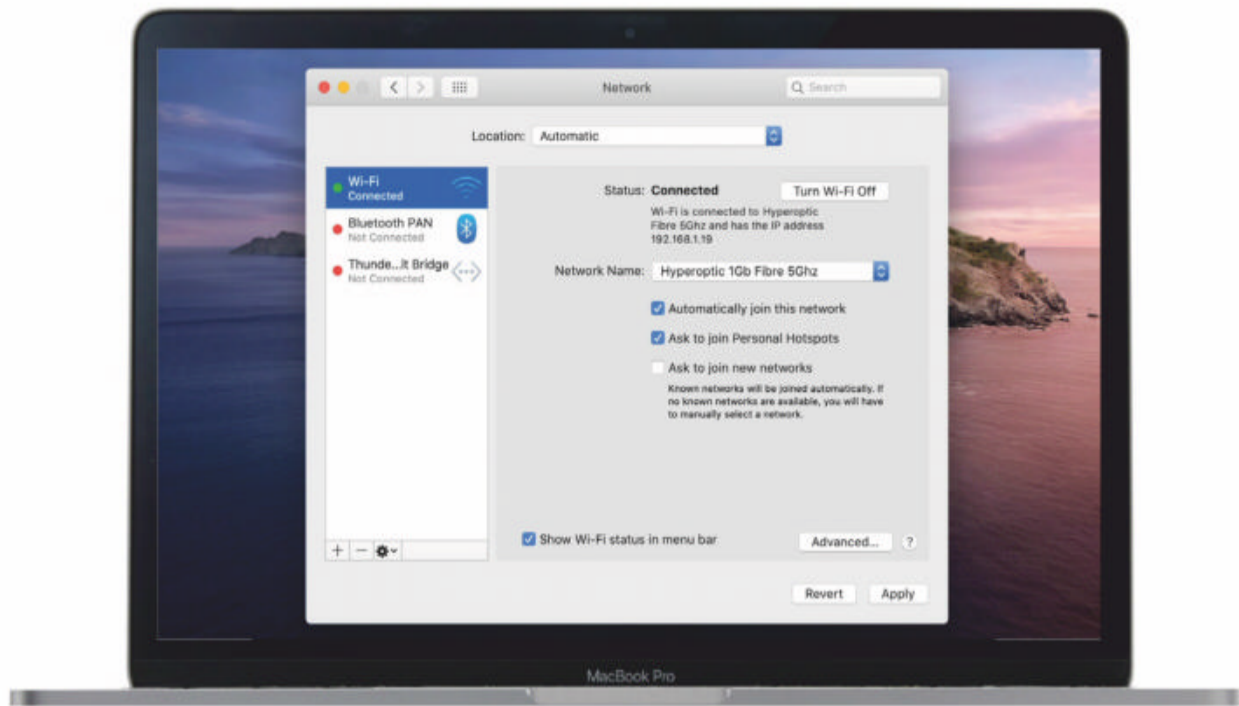 Network
Search
Location: Automatic
Wi-Fi
Connected
Bluetooth PAN
Not Connected
Thunde...it Bridge
Not Connected
Status: Connected
Turn Wi-Fi Off
Wi-Fi is connected to Hyperoptic
Fibre 5Ghz and has the IP address
192.168.1.19
Network Name: Hyperoptic 1Gb Fibre 5Ghz
Automatically join this network
Ask to join Personal Hotspots
Ask to join new networks
Known networks will be joined automatically. If
no known networks are available, you will have
to manually select a network.
Show Wi-Fi status in menu bar
Advanced... ?
Revert Apply
MacBook Pro